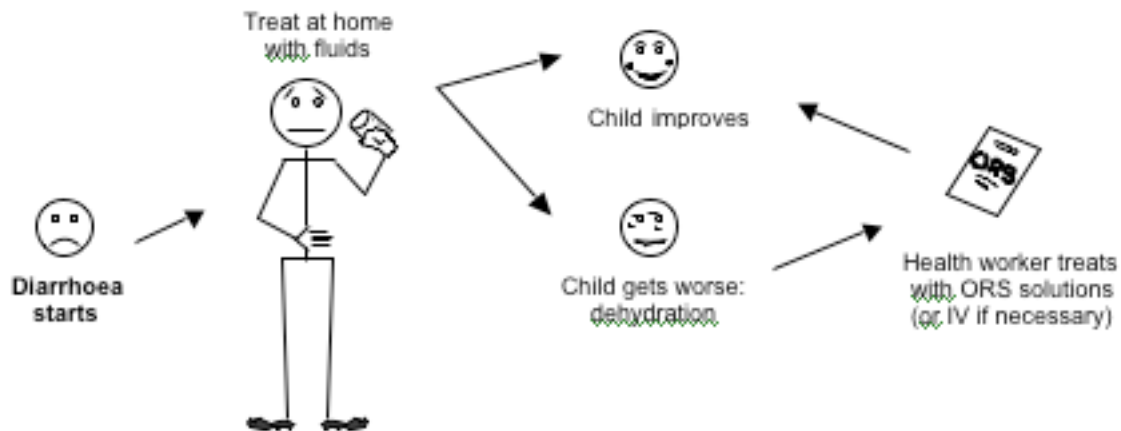 Treat at home
with fluids
Child improves
ORS
Diarrhoea
starts
Child gets worse:
dehydration
Health worker treats
with ORS solutions
(or IV if necessary)